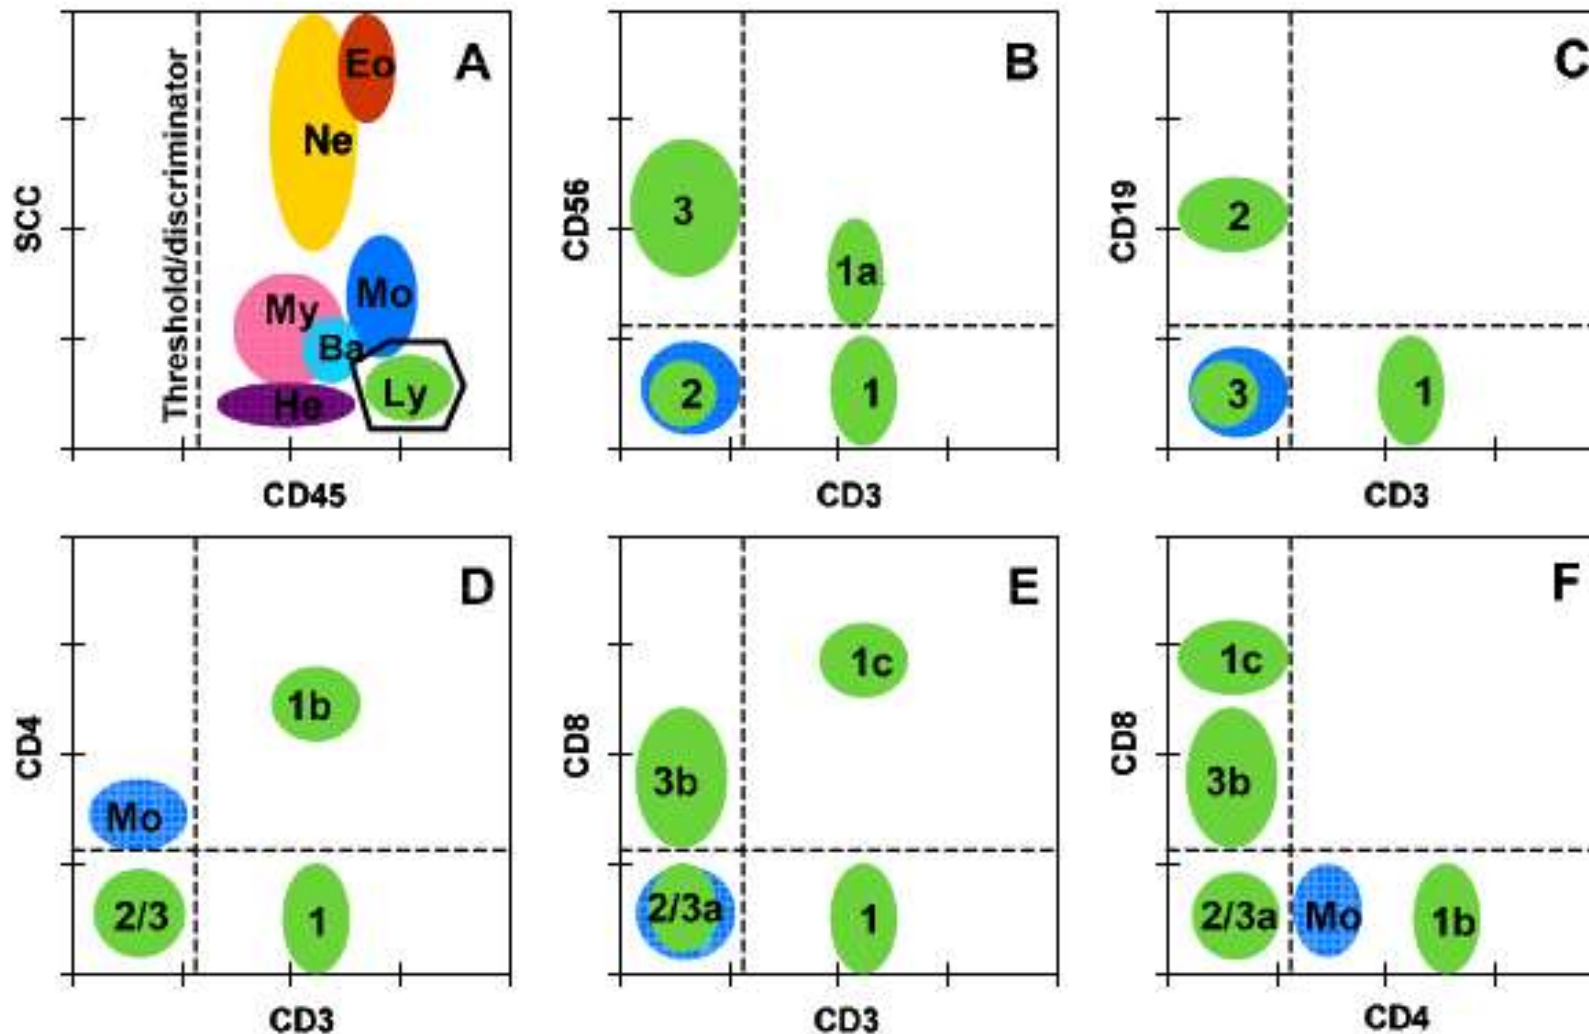 A
Threshold/discriminator
Eo
Ne
Mo
My
Ba
Ly
He
SCC
CD45
B
3
1a
2
1
CD56
CD3
C
2
3
1
CD19
CD3
D
1b
Mo
2/3
1
CD4
CD3
E
1c
3b
2/3a
1
CD8
CD3
F
1c
3b
2/3a
Mo
1b
CD8
CD4